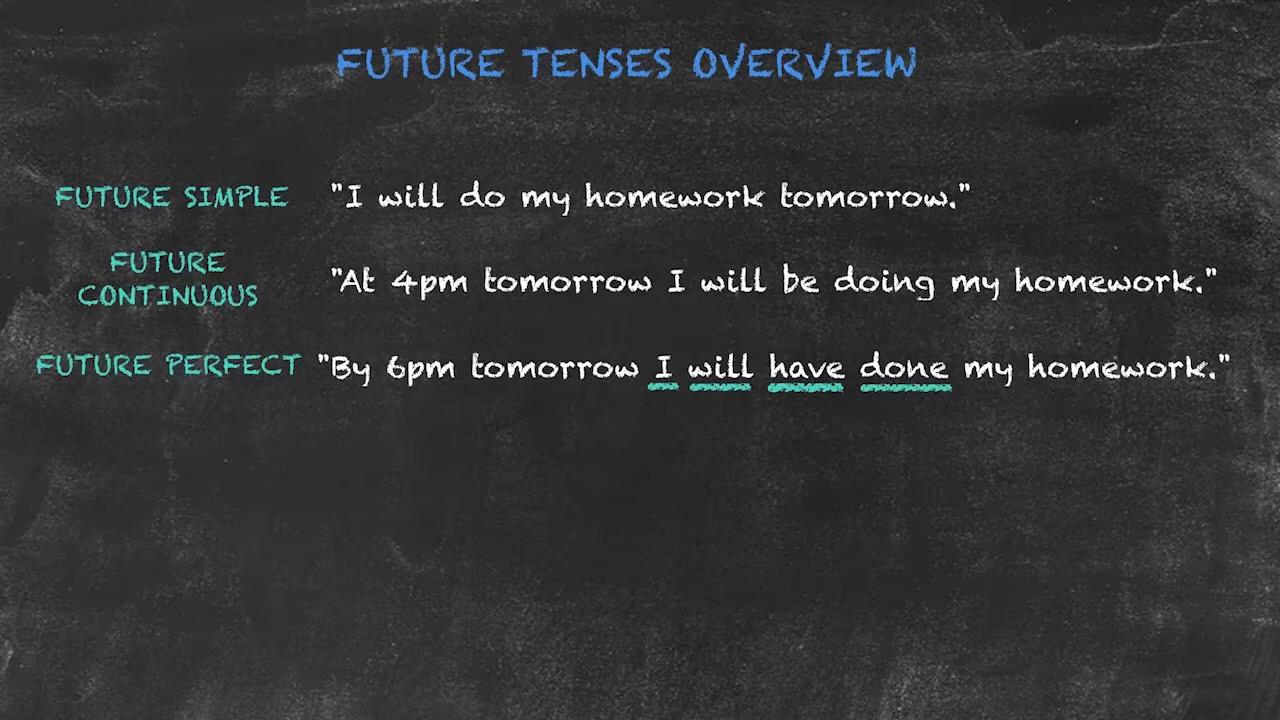 FUTURE TENSES OVERVIEW
FUTURE SIMPLE "I will do my homework tomorrow."
FUTURE
CONTINUOUS "At 4pm tomorrow I will be doing my homework."
FUTURE PERFECT "By 6pm tomorrow I will have done my homework."